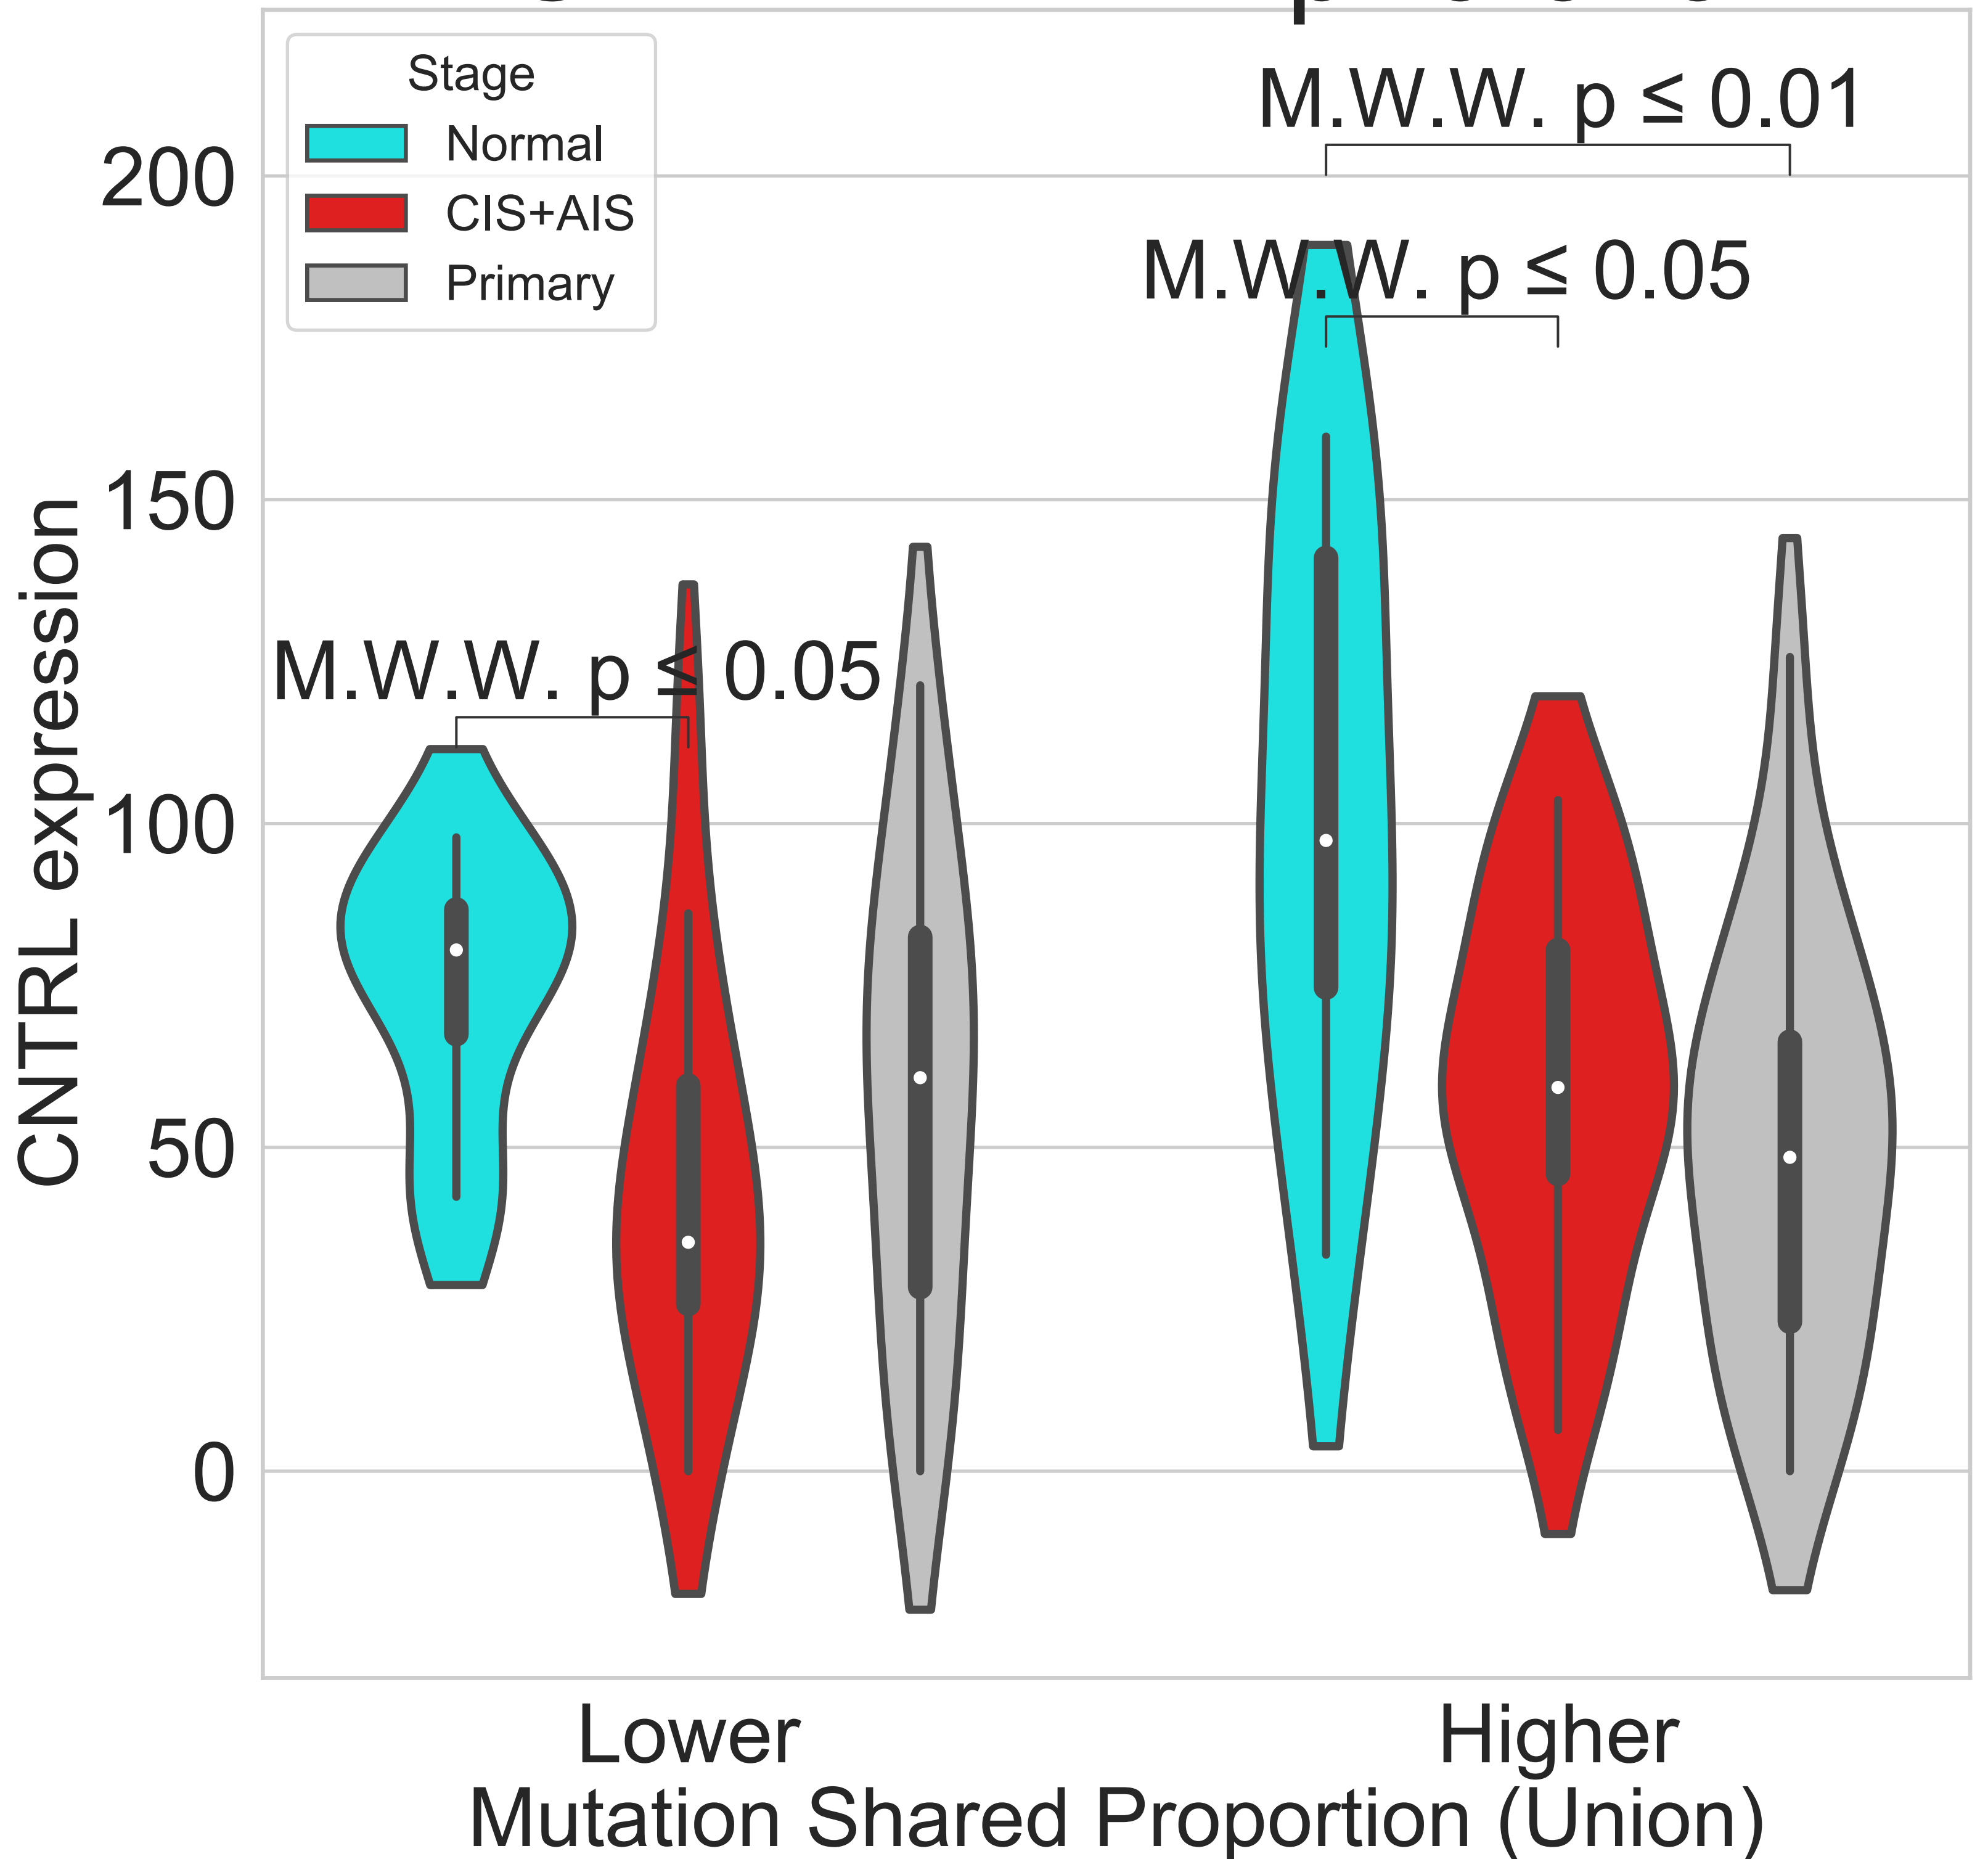 Stage
Normal
CIS+AIS
Primary
M.W.W. p ≤ 0.01
M.W.W. p ≤ 0.05
M.W.W. p ≤ 0.05
200
150
100
50
0
CNTRL expression
Lower
Higher
Mutation Shared Proportion (Union)